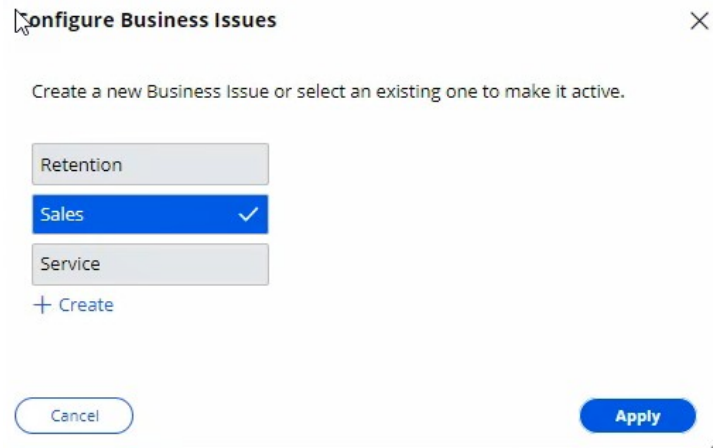 Configure Business Issues
Create a new Business Issue or select an existing one to make it active.
Retention
Sales
Service
+ Create
Cancel
Apply